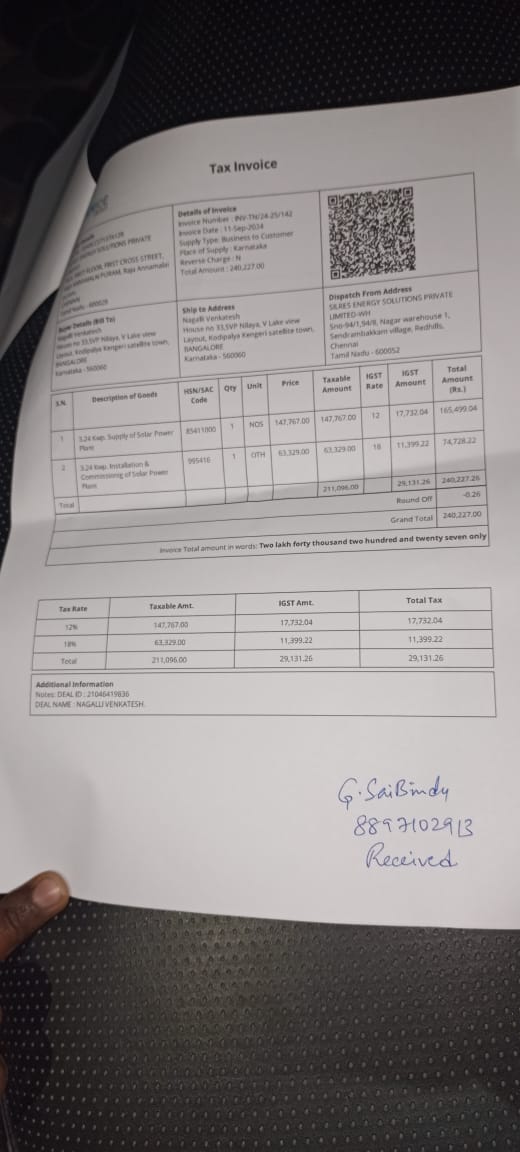 Tax Invoice
ENERGY SOLUTIONS PRIVATE
FIRST CROSS STREET,
Raja Annamalai
Tamil Nadu - 600028
Details of Invoice
Invoice Number : INV-TN/24-25/142
Invoice Date : 11-Sep-2024
Supply Type: Business to Customer
Place of Supply : Karnataka
Reverse Charge : N
Total Amount : 240,227.00
Buyer Details (Bill To)
Nagalli Venkatesh
House no 33,SVP Nilaya, V Lake view
Layout, Kodipalya Kengeri satellite town,
BANGALORE
Karnataka - 560060
Ship to Address
Nagalli Venkatesh
House no 33,SVP Nilaya, V Lake view
Layout, Kodipalya Kengeri satellite town,
BANGALORE
Karnataka - 560060
Dispatch From Address
SILRES ENERGY SOLUTIONS PRIVATE
LIMITED-WH
Sno-94/1,94/8, Nagar warehouse 1,
Sendrambakkam village, Redhills,
Chennai
Tamil Nadu - 600052
S.N. Description of Goods HSN/SAC Code Qty Unit Price Taxable Amount IGST Rate IGST Amount Total Amount (Rs.)
1 3.24 Kwp. Supply of Solar Power Plant 85411000 1 NOS 147,767.00 147,767.00 12 17,732.04 165,499.04
2 3.24 kwp. Installation & Commissioning of Solar Power Plant 995416 1 OTH 63,329.00 63,329.00 18 11,399.22 74,728.22
Total 211,096.00 29,131.26 240,227.26
Round Off -0.26
Grand Total 240,227.00
Invoice Total amount in words: Two lakh forty thousand two hundred and twenty seven only
Tax Rate Taxable Amt. IGST Amt. Total Tax
12% 147,767.00 17,732.04 17,732.04
18% 63,329.00 11,399.22 11,399.22
Total 211,096.00 29,131.26 29,131.26
Additional Information
Notes: DEAL ID : 21046419836
DEAL NAME : NAGALLI VENKATESH.
G. SaiBindy
8897102913
Received